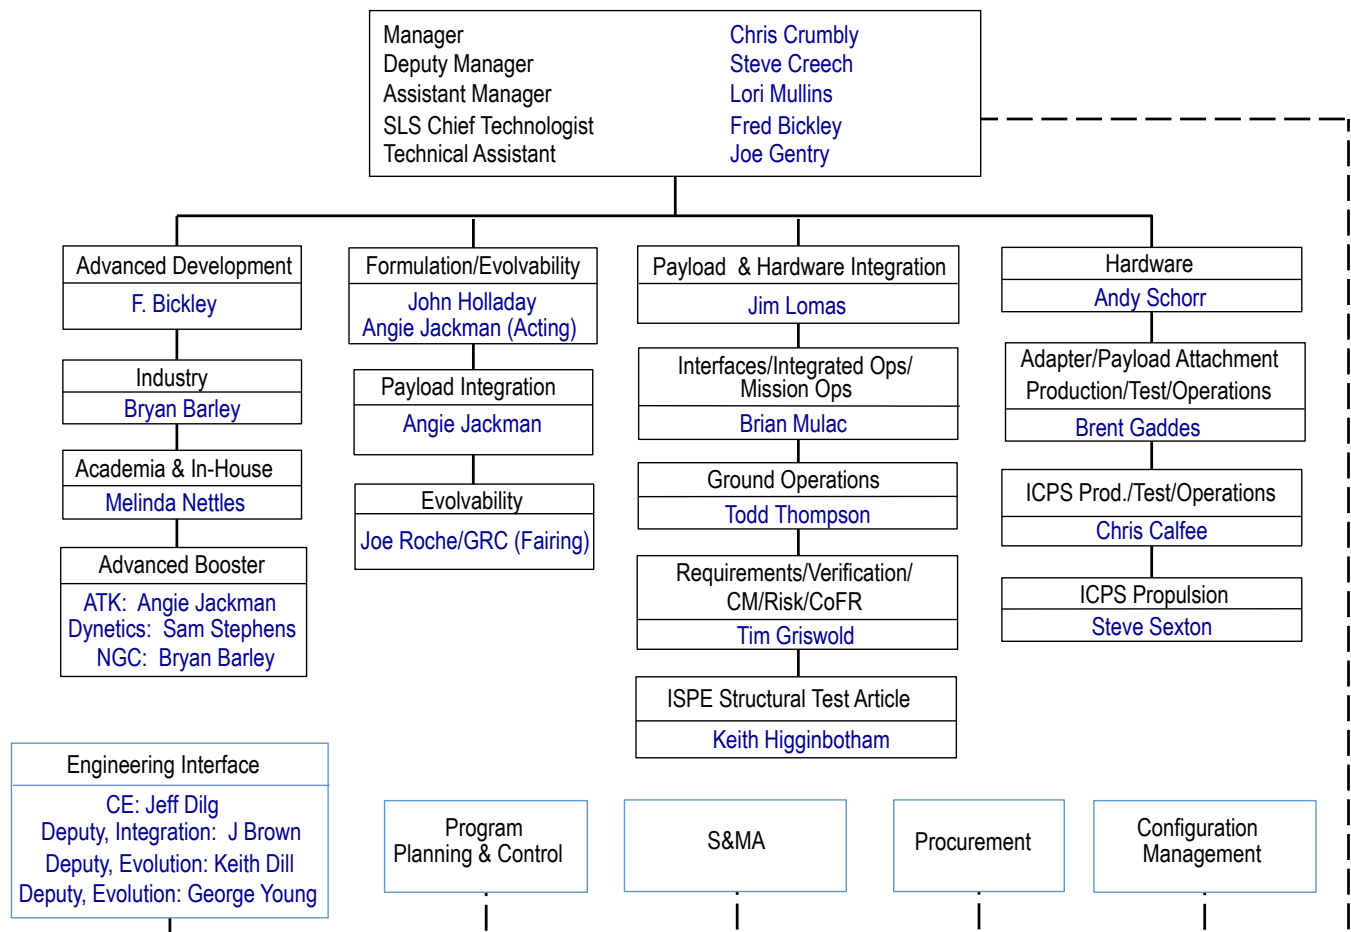 Manager Chris Crumbly
Deputy Manager Steve Creech
Assistant Manager Lori Mullins
SLS Chief Technologist Fred Bickley
Technical Assistant Joe Gentry
Advanced Development
F. Bickley
Industry
Bryan Barley
Academia & In-House
Melinda Nettles
Advanced Booster
ATK: Angie Jackman
Dynetics: Sam Stephens
NGC: Bryan Barley
Formulation/Evolvability
John Holladay
Angie Jackman (Acting)
Payload Integration
Angie Jackman
Evolvability
Joe Roche/GRC (Fairing)
Payload & Hardware Integration
Jim Lomas
Interfaces/Integrated Ops/
Mission Ops
Brian Mulac
Ground Operations
Todd Thompson
Requirements/Verification/
CM/Risk/CoFR
Tim Griswold
ISPE Structural Test Article
Keith Higginbotham
Hardware
Andy Schorr
Adapter/Payload Attachment
Production/Test/Operations
Brent Gaddes
ICPS Prod./Test/Operations
Chris Calfee
ICPS Propulsion
Steve Sexton
Engineering Interface
CE: Jeff Dilg
Deputy, Integration: J Brown
Deputy, Evolution: Keith Dill
Deputy, Evolution: George Young
Program
Planning & Control
S&MA
Procurement
Configuration
Management